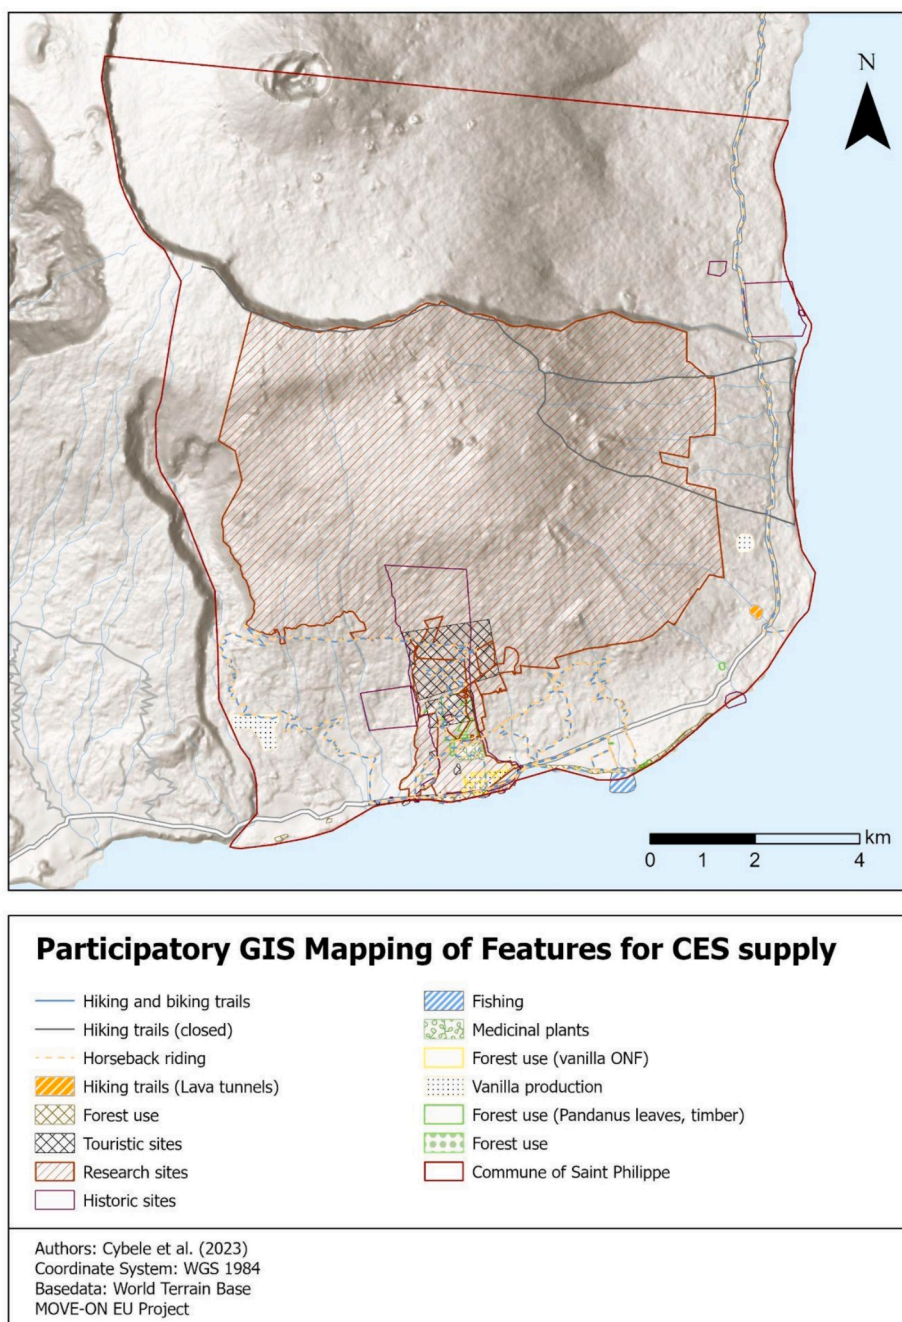 N
km
0 1 2 4
Participatory GIS Mapping of Features for CES supply
Hiking and biking trails
Hiking trails (closed)
Horseback riding
Hiking trails (Lava tunnels)
Forest use
Touristic sites
Research sites
Historic sites
Fishing
Medicinal plants
Forest use (vanilla ONF)
Vanilla production
Forest use (Pandanus leaves, timber)
Forest use
Commune of Saint Philippe
Authors: Cybele et al. (2023)
Coordinate System: WGS 1984
Basedata: World Terrain Base
MOVE-ON EU Project